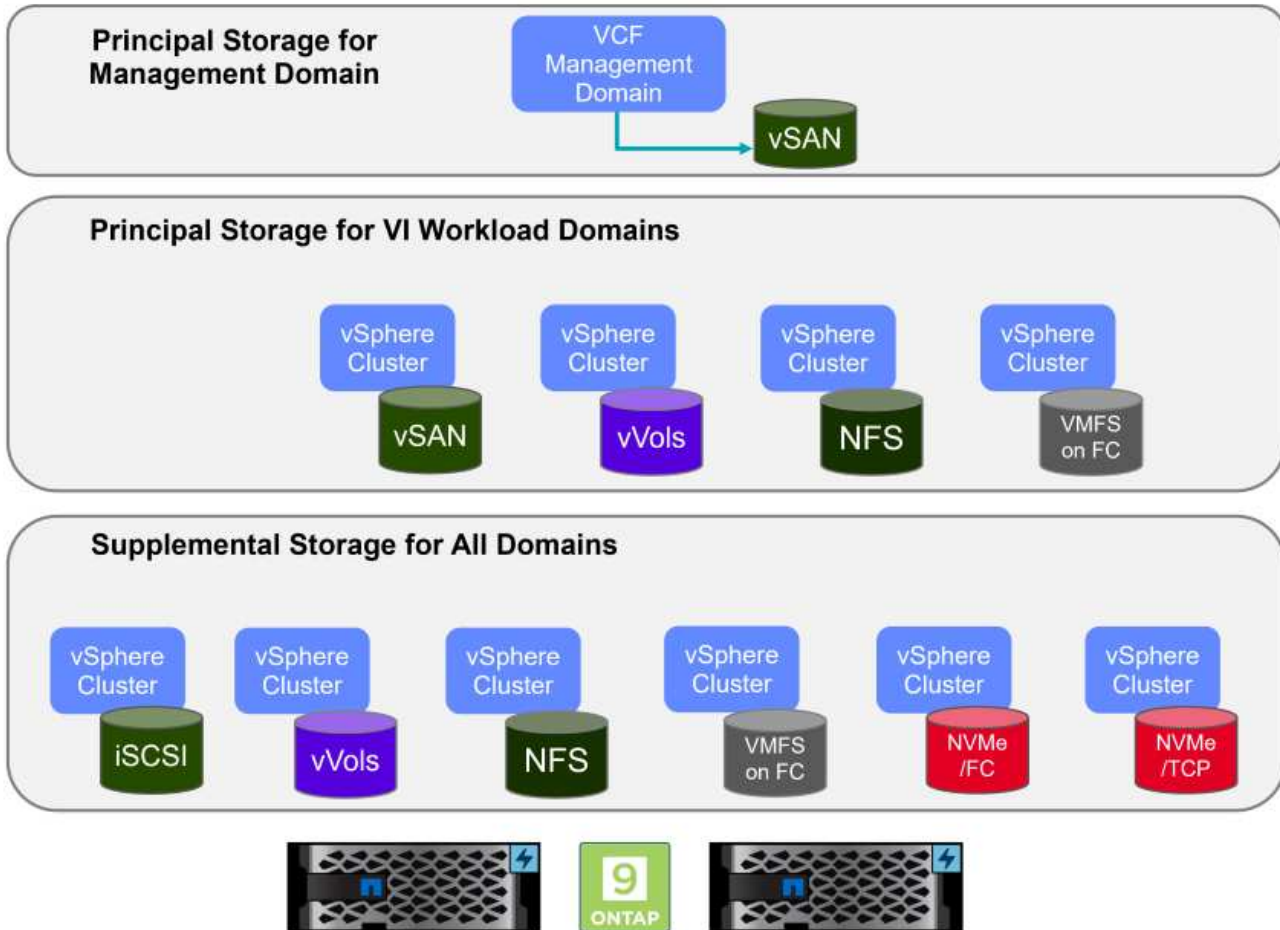 Principal Storage for
Management Domain
VCF
Management
Domain
vSAN
Principal Storage for VI Workload Domains
vSphere
Cluster
vSAN
vSphere
Cluster
vVols
vSphere
Cluster
NFS
vSphere
Cluster
VMFS
on FC
Supplemental Storage for All Domains
vSphere
Cluster
iSCSI
vSphere
Cluster
vVols
vSphere
Cluster
NFS
vSphere
Cluster
VMFS
on FC
vSphere
Cluster
NVMe
/FC
vSphere
Cluster
NVMe
/TCP
9
ONTAP